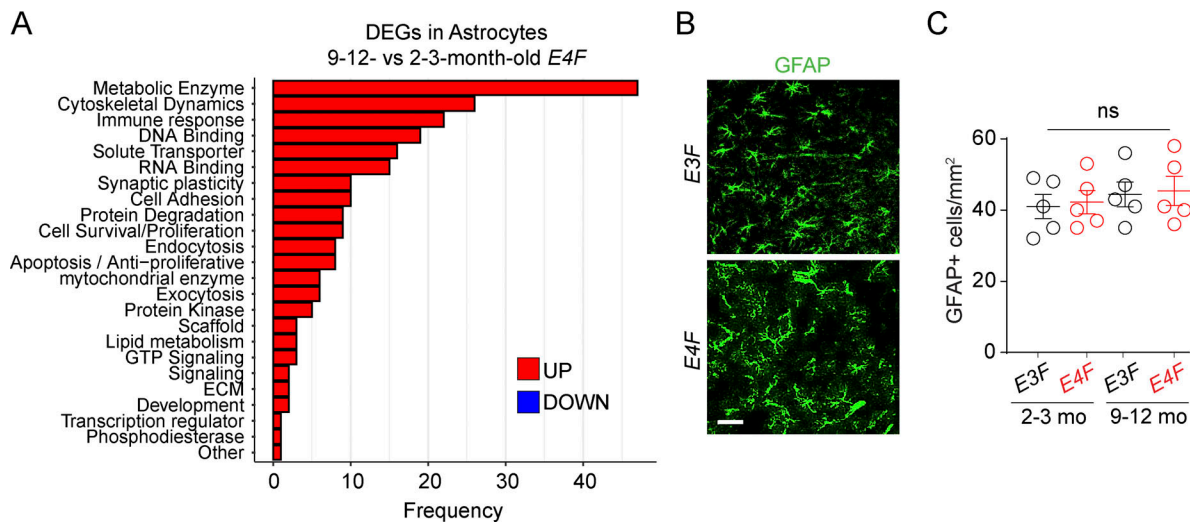 A
DEGs in Astrocytes
9-12- vs 2-3-month-old E4F
Metabolic Enzyme
Cytoskeletal Dynamics
Immune response
DNA Binding
Solute Transporter
RNA Binding
Synaptic plasticity
Cell Adhesion
Protein Degradation
Cell Survival/Proliferation
Endocytosis
Apoptosis / Anti−proliferative
mytochondrial enzyme
Exocytosis
Protein Kinase
Scaffold
Lipid metabolism
GTP Signaling
Signaling
ECM
Development
Transcription regulator
Phosphodiesterase
Other
UP
DOWN
0 10 20 30 40
Frequency
B
GFAP
E3F
E4F
C
ns
GFAP+ cells/mm²
60
40
20
0
E3F E4F E3F E4F
2-3 mo 9-12 mo